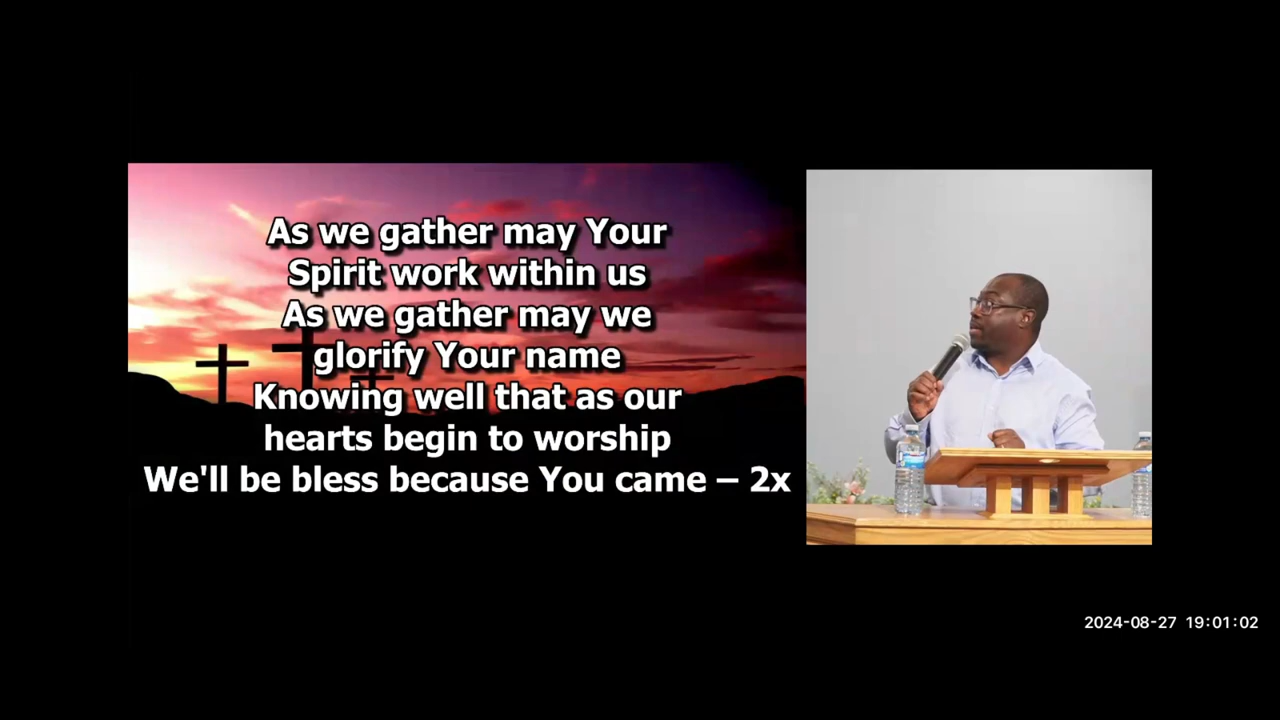 As we gather may Your
Spirit work within us
As we gather may we
glorify Your name
Knowing well that as our
hearts begin to worship
We'll be bless because You came – 2x
2024-08-27 19:01:02